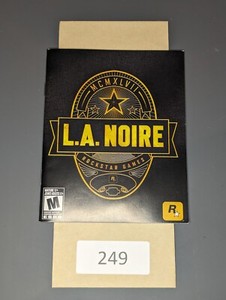 MCMXLVII
L.A. NOIRE
ROCKSTAR GAMES
M
R
249